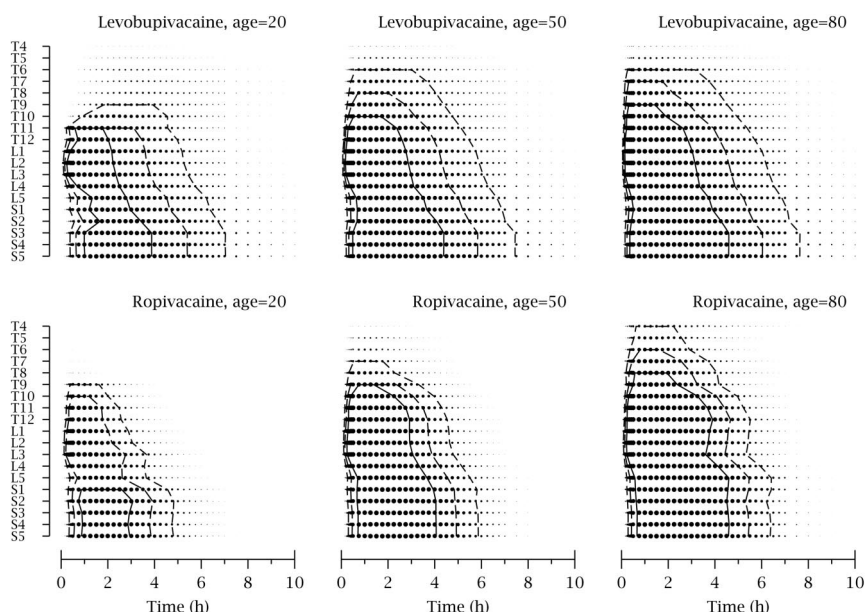 Levobupivacaine, age=20
Levobupivacaine, age=50
Levobupivacaine, age=80
T4
T5
T6
T7
T8
T9
T10
T11
T12
L1
L2
L3
L4
L5
S1
S2
S3
S4
S5
Ropivacaine, age=20
Ropivacaine, age=50
Ropivacaine, age=80
T4
T5
T6
T7
T8
T9
T10
T11
T12
L1
L2
L3
L4
L5
S1
S2
S3
S4
S5
0 2 4 6 10
0 2 4 6 10
0 2 4 6 10
Time (h)
Time (h)
Time (h)